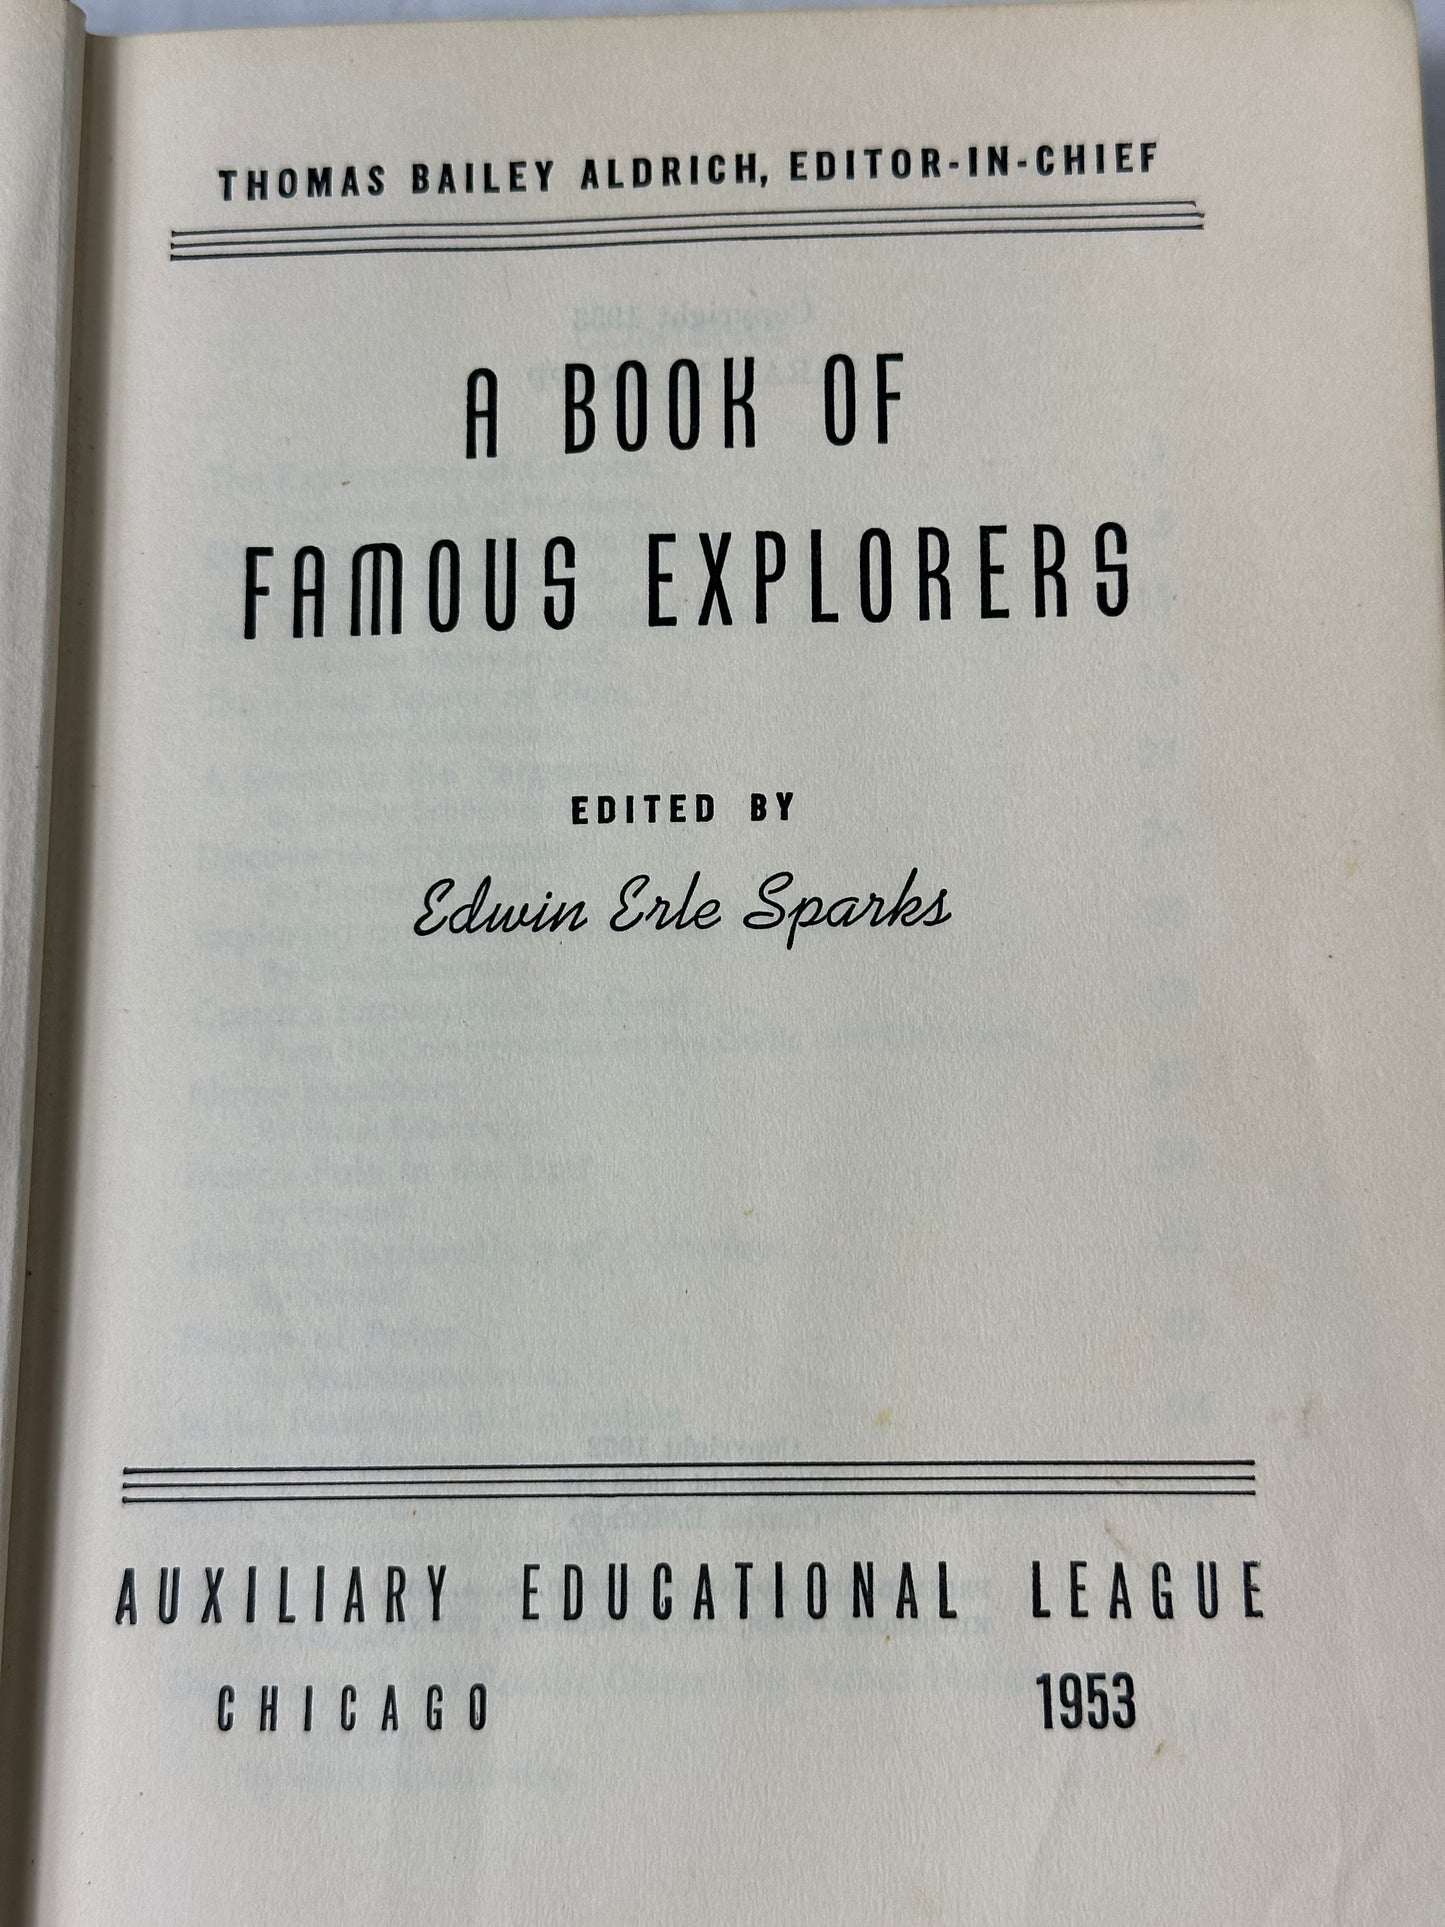 THOMAS BAILEY ALDRICH, EDITOR-IN-CHIEF
A BOOK OF
FAMOUS EXPLORERS
EDITED BY
Edwin Erle Sparks
AUXILIARY EDUCATIONAL LEAGUE
CHICAGO 1953